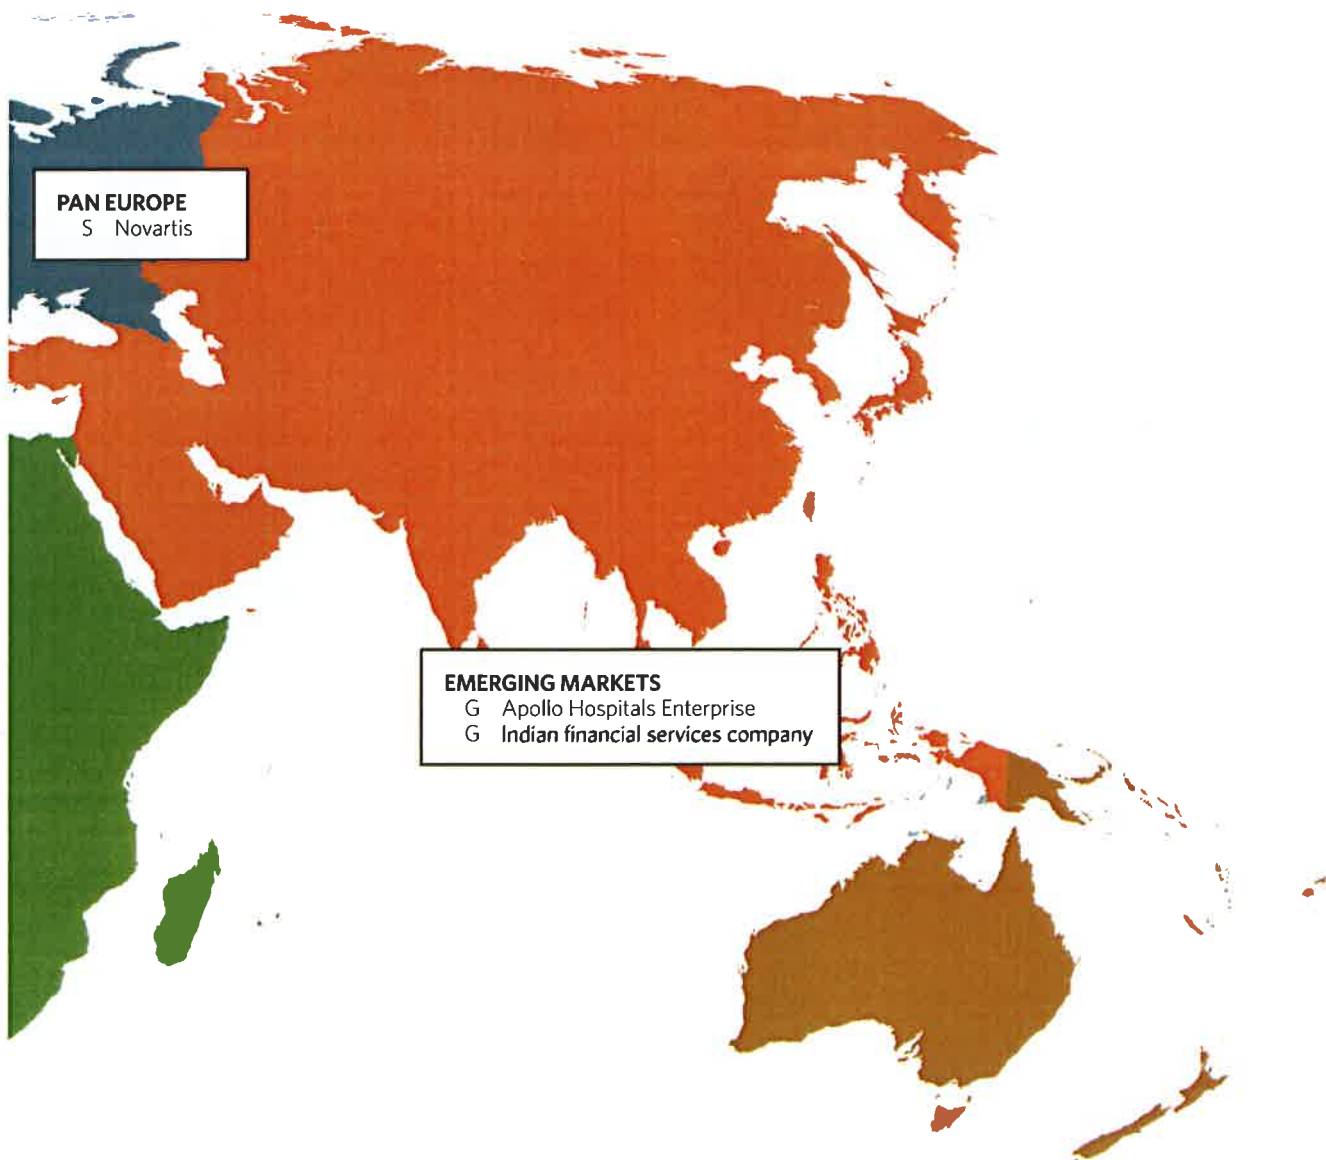 PAN EUROPE
S Novartis
EMERGING MARKETS
G Apollo Hospitals Enterprise
G Indian financial services company